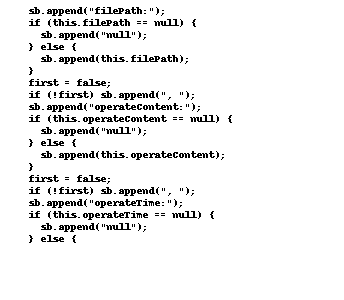 sb.append("filePath:");
if (this.filePath == null) {
sb.append("null");
} else {
sb.append(this.filePath);
}
first = false;
if (!first) sb.append(", ");
sb.append("operateContent:");
if (this.operateContent == null) {
sb.append("null");
} else {
sb.append(this.operateContent);
}
first = false;
if (!first) sb.append(", ");
sb.append("operateTime:");
if (this.operateTime == null) {
sb.append("null");
} else {